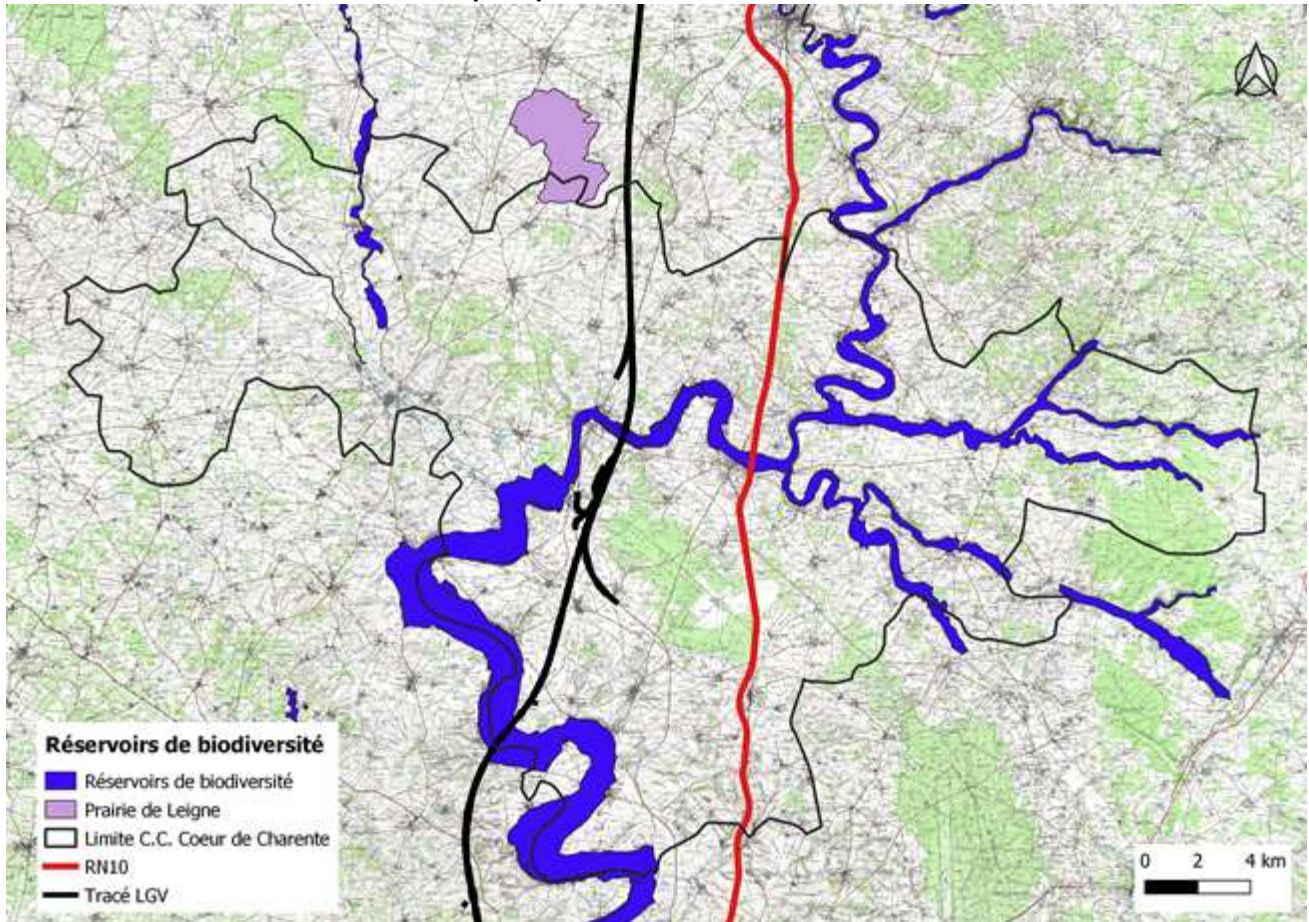 Réservoirs de biodiversité
Réservoirs de biodiversité
Prairie de Leigne
Limite C.C. Coeur de Charente
RN10
Tracé LGV
0 2 4 km